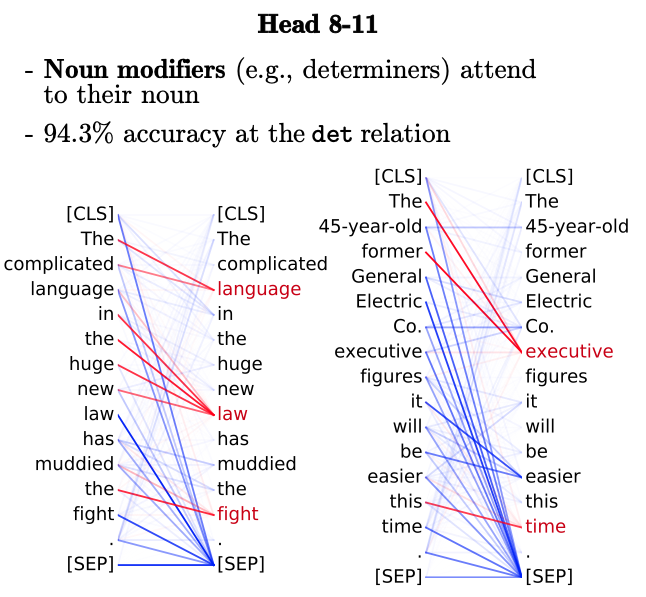 Head 8-11
- Noun modifiers (e.g., determiners) attend
to their noun
- 94.3% accuracy at the det relation
[CLS] [CLS]
The The
complicated complicated
language language
in in
the the
huge huge
new new
law law
has has
muddied muddied
the the
fight fight
. .
[SEP] [SEP]
[CLS] [CLS]
The The
45-year-old 45-year-old
former former
General General
Electric Electric
Co. Co.
executive executive
figures figures
it it
will will
be be
easier easier
this this
time time
. .
[SEP] [SEP]